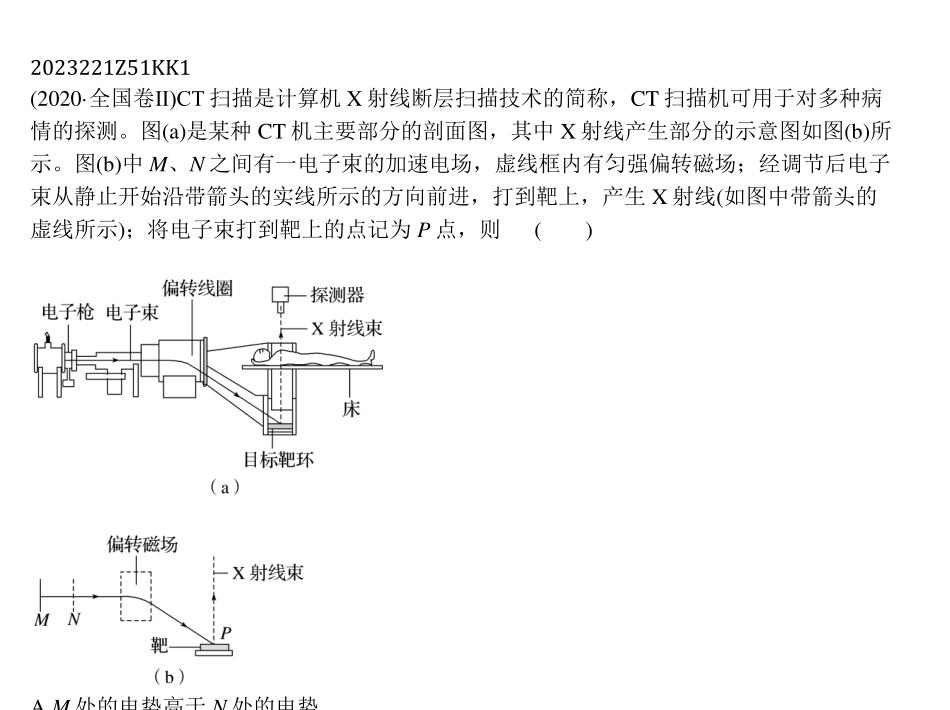 2023221Z51KK1
(2020·全国卷Ⅱ)CT 扫描是计算机 X 射线断层扫描技术的简称，CT 扫描机可用于对多种病
情的探测。图(a)是某种 CT 机主要部分的剖面图，其中 X 射线产生部分的示意图如图(b)所
示。图(b)中 M、N 之间有一电子束的加速电场，虚线框内有匀强偏转磁场；经调节后电子
束从静止开始沿带箭头的实线所示的方向前进，打到靶上，产生 X 射线(如图中带箭头的
虚线所示)；将电子束打到靶上的点记为 P 点，则 ( )
偏转线圈
探测器
电子枪 电子束
X 射线束
床
目标靶环
（a）
偏转磁场
X 射线束
M N
P
靶
（b）
A.M 处的电势高于 N 处的电势